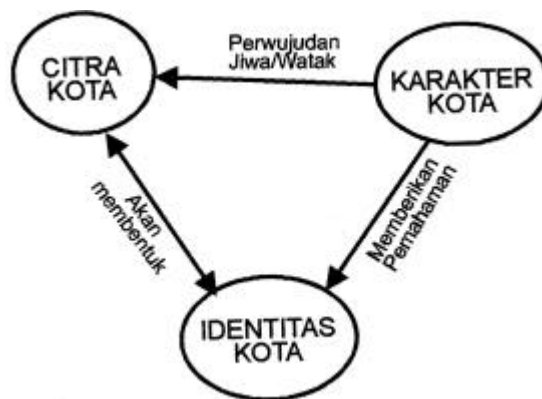 Perwujudan
Jiwa/Watak
CITRA
KOTA
KARAKTER
KOTA
Akan
membentuk
Memberikan
Pemahaman
IDENTITAS
KOTA